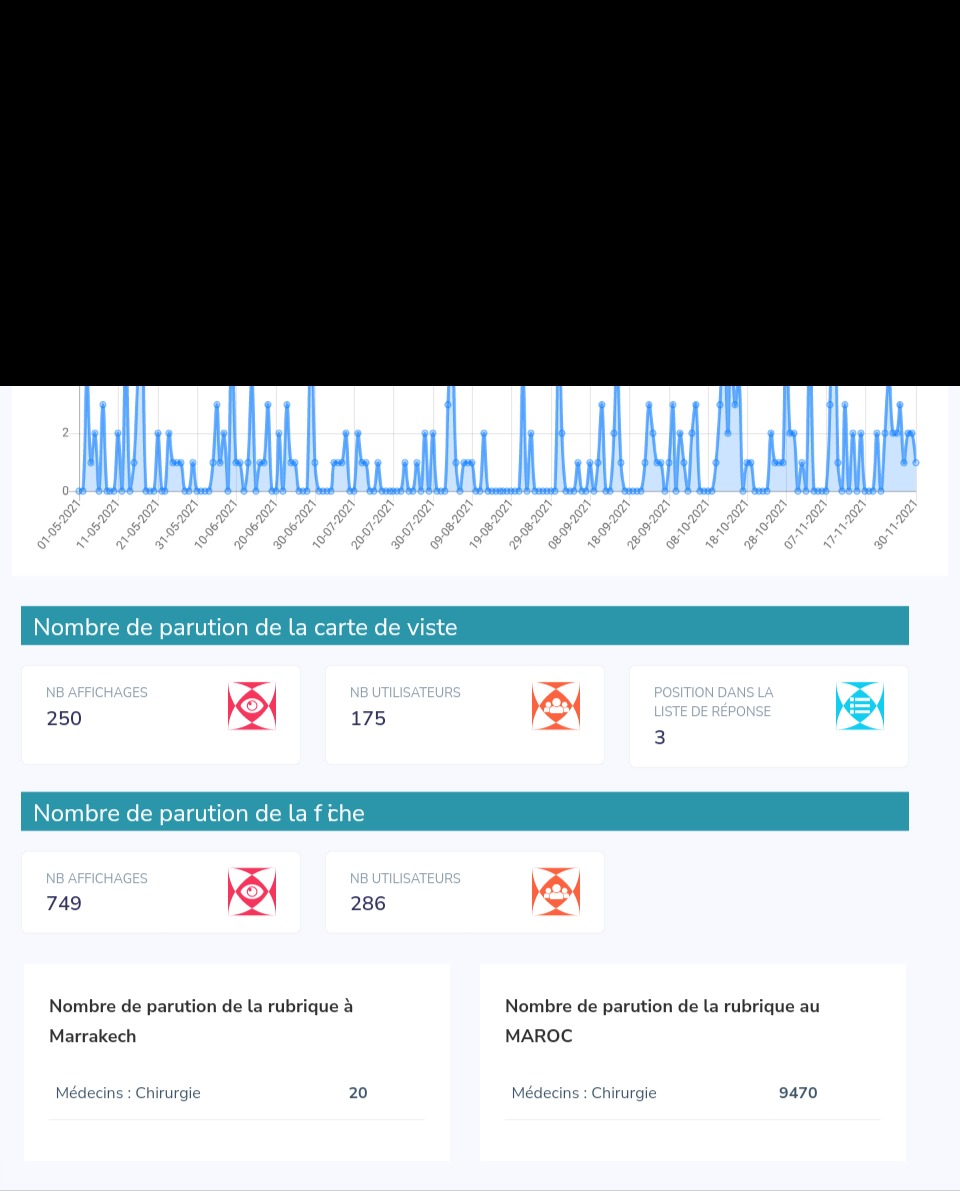 2
0
01-05-2021 11-05-2021 21-05-2021 31-05-2021 10-06-2021 20-06-2021 30-06-2021 10-07-2021 20-07-2021 30-07-2021 09-08-2021 19-08-2021 29-08-2021 08-09-2021 18-09-2021 28-09-2021 08-10-2021 18-10-2021 28-10-2021 07-11-2021 17-11-2021 30-11-2021
Nombre de parution de la carte de viste
NB AFFICHAGES
250
NB UTILISATEURS
175
POSITION DANS LA
LISTE DE RÉPONSE
3
Nombre de parution de la fiche
NB AFFICHAGES
749
NB UTILISATEURS
286
Nombre de parution de la rubrique à
Marrakech
Médecins : Chirurgie 20
Nombre de parution de la rubrique au
MAROC
Médecins : Chirurgie 9470